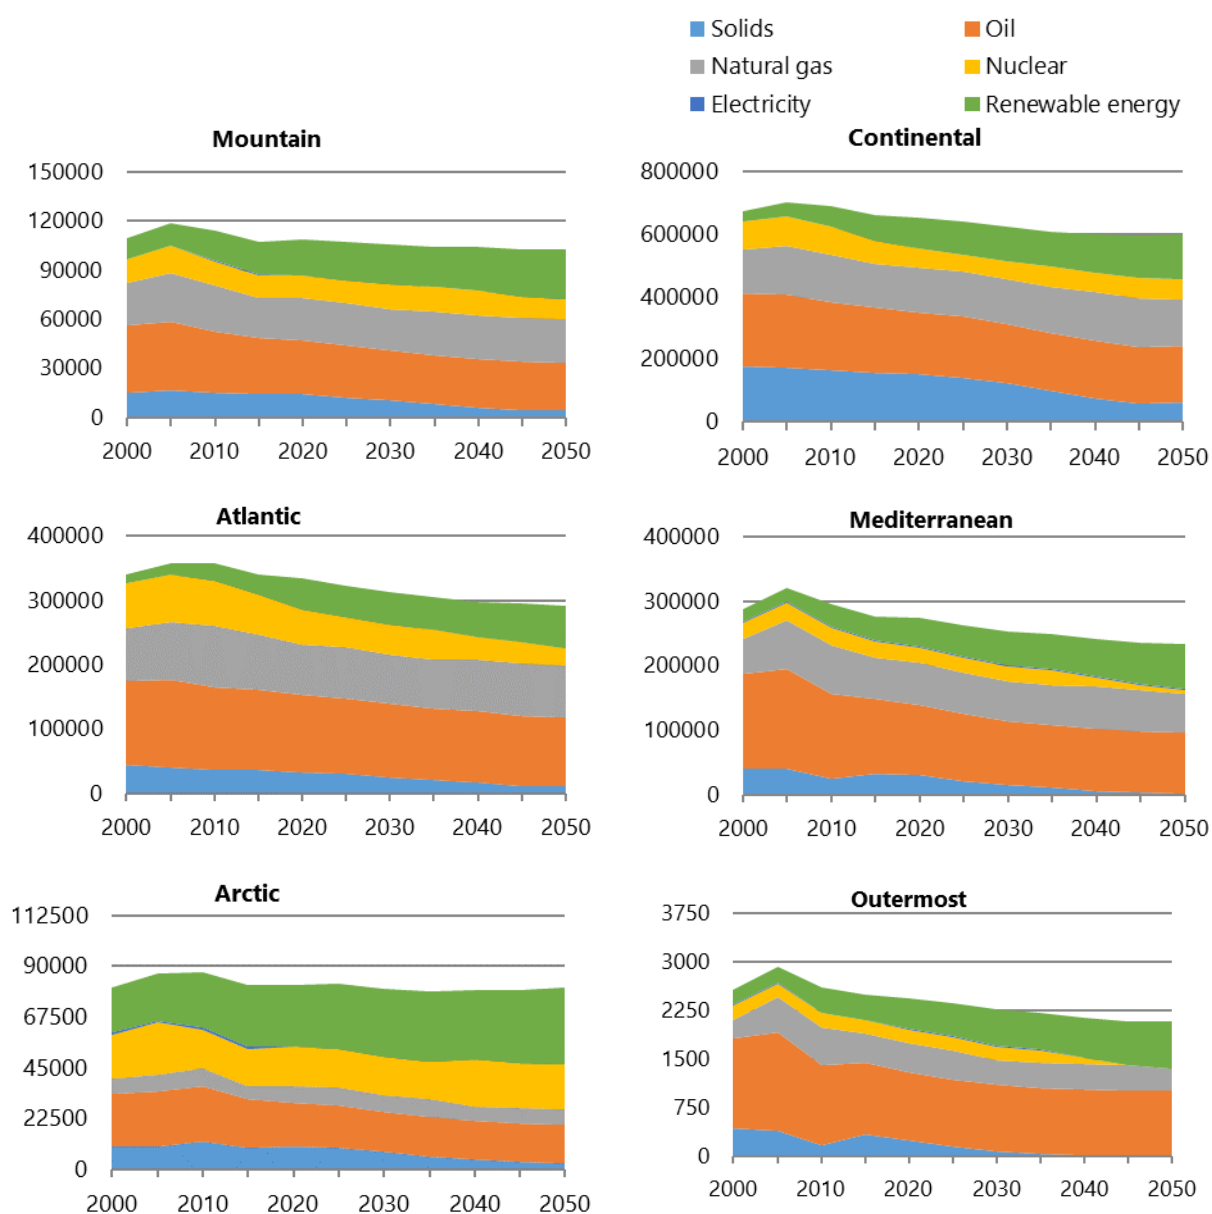 Solids Oil
Natural gas Nuclear
Electricity Renewable energy
Mountain
150000
120000
90000
60000
30000
0
2000 2010 2020 2030 2040 2050
Continental
800000
600000
400000
200000
0
2000 2010 2020 2030 2040 2050
Atlantic
400000
300000
200000
100000
0
2000 2010 2020 2030 2040 2050
Mediterranean
400000
300000
200000
100000
0
2000 2010 2020 2030 2040 2050
Arctic
112500
90000
67500
45000
22500
0
2000 2010 2020 2030 2040 2050
Outermost
3750
3000
2250
1500
750
0
2000 2010 2020 2030 2040 2050